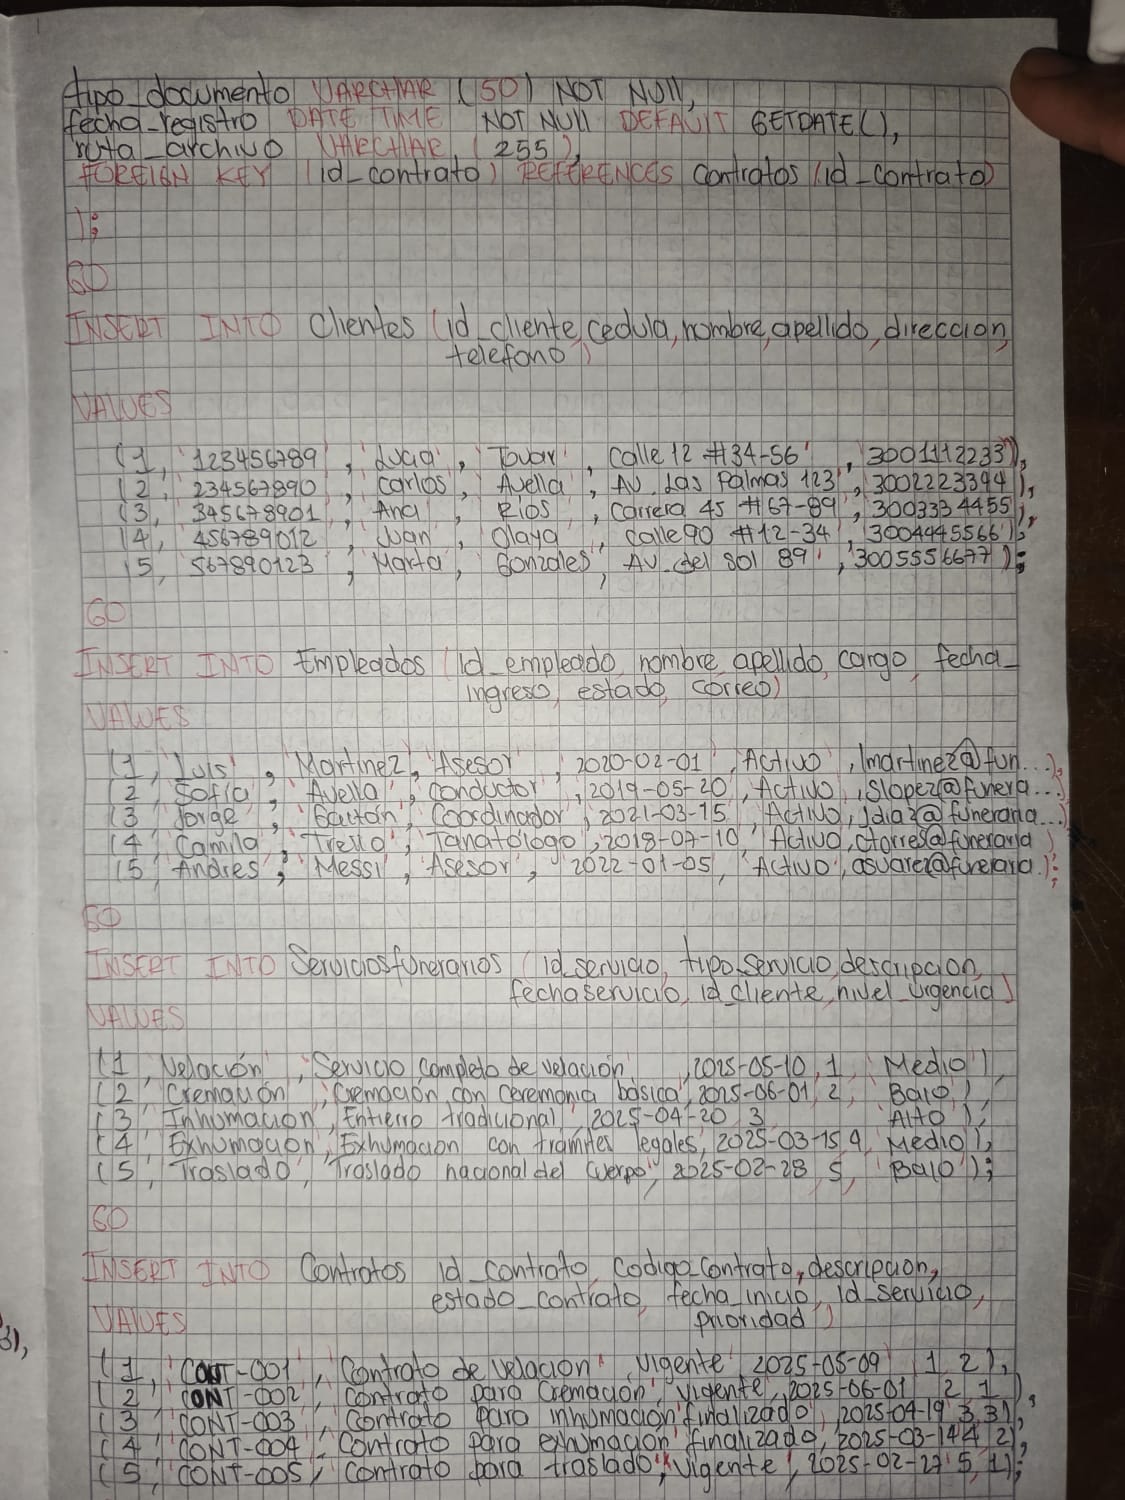 tipo_documento VARCHAR (50) NOT NULL,
fecha_registro DATE TIME NOT NULL DEFAULT GETDATE(),
ruta_archivo VARCHAR (255),
FOREIGN KEY (id_contrato) REFERENCES Contratos (id_contrato)
);
GO
INSERT INTO Clientes (id_cliente, cedula, nombre, apellido, direccion,
telefono)
VALUES
(1, '123456789', 'Lucia', 'Tovar', 'Calle 12 #34-56', '3001112233'),
(2, '234567890', 'Carlos', 'Avella', 'AV. Las Palmas 123', '3002223344'),
(3, '345678901', 'Ana', 'Rios', 'Carrera 45 #67-89', '3003334455'),
(4, '456789012', 'Juan', 'Olaya', 'Calle 90 #12-34', '3004445566'),
(5, '567890123', 'Marta', 'Gonzales', 'AV. del sol 89', '3005556677');
GO
INSERT INTO Empleados (id_empleado, nombre, apellido, cargo, fecha_
ingreso, estado, correo)
VALUES
(1, 'Luis', 'Martinez', 'Asesor', '2020-02-01', 'Activo', 'lmartinez@fun...'),
(2, 'Sofia', 'Avella', 'Conductor', '2019-05-20', 'Activo', 'Slopez@funera...'),
(3, 'Jorge', 'Gaitán', 'Coordinador', '2021-03-15', 'Activo', 'jdiaz@funeraria...')
(4, 'Camila', 'Trello', 'Tanatólogo', '2018-07-10', 'Activo', 'ctorres@funeraria')
(5, 'Andres', 'Messi', 'Asesor', '2022-01-05', 'Activo', 'asuarez@funeraria.');
GO
INSERT INTO Serviciosfunerarios (id_servicio, tipo_servicio, descripcion,
fechaservicio, id_cliente, nivel_urgencia)
VALUES
(1, 'Velación', 'Servicio completo de velación', '2025-05-10', 1, 'Medio'),
(2, 'Cremación', 'Cremación con ceremonia básica', '2025-06-01', 2, 'Bajo'),
(3, 'Inhumacion', 'Entierro tradicional', '2025-04-20', 3, 'Alto'),
(4, 'Exhumacion', 'Exhumacion con tramites legales', '2025-03-15', 4, 'Medio'),
(5, 'Traslado', 'Traslado nacional del cuerpo', '2025-02-28', 5, 'Bajo');
GO
INSERT INTO Contratos id_contrato, Codigo_contrato, descripcion,
estado_contrato, fecha_inicio, id_servicio,
prioridad)
VALUES
(1, 'CONT-001', 'Contrato de velacion', 'Vigente' '2025-05-09' 1, 2),
(2, 'CONT-002', 'Contrato para Cremación', 'Vigente', '2025-06-01' 2, 1),
(3, 'CONT-003', 'Contrato para inhumacion' 'finalizado', '2025-04-19' 3, 3),
(4, 'CONT-004', 'Contrato para exhumacion' 'finalizado', '2025-03-14' 4, 2),
(5, 'CONT-005', 'Contrato para traslado', 'Vigente', '2025-02-27' 5, 1);